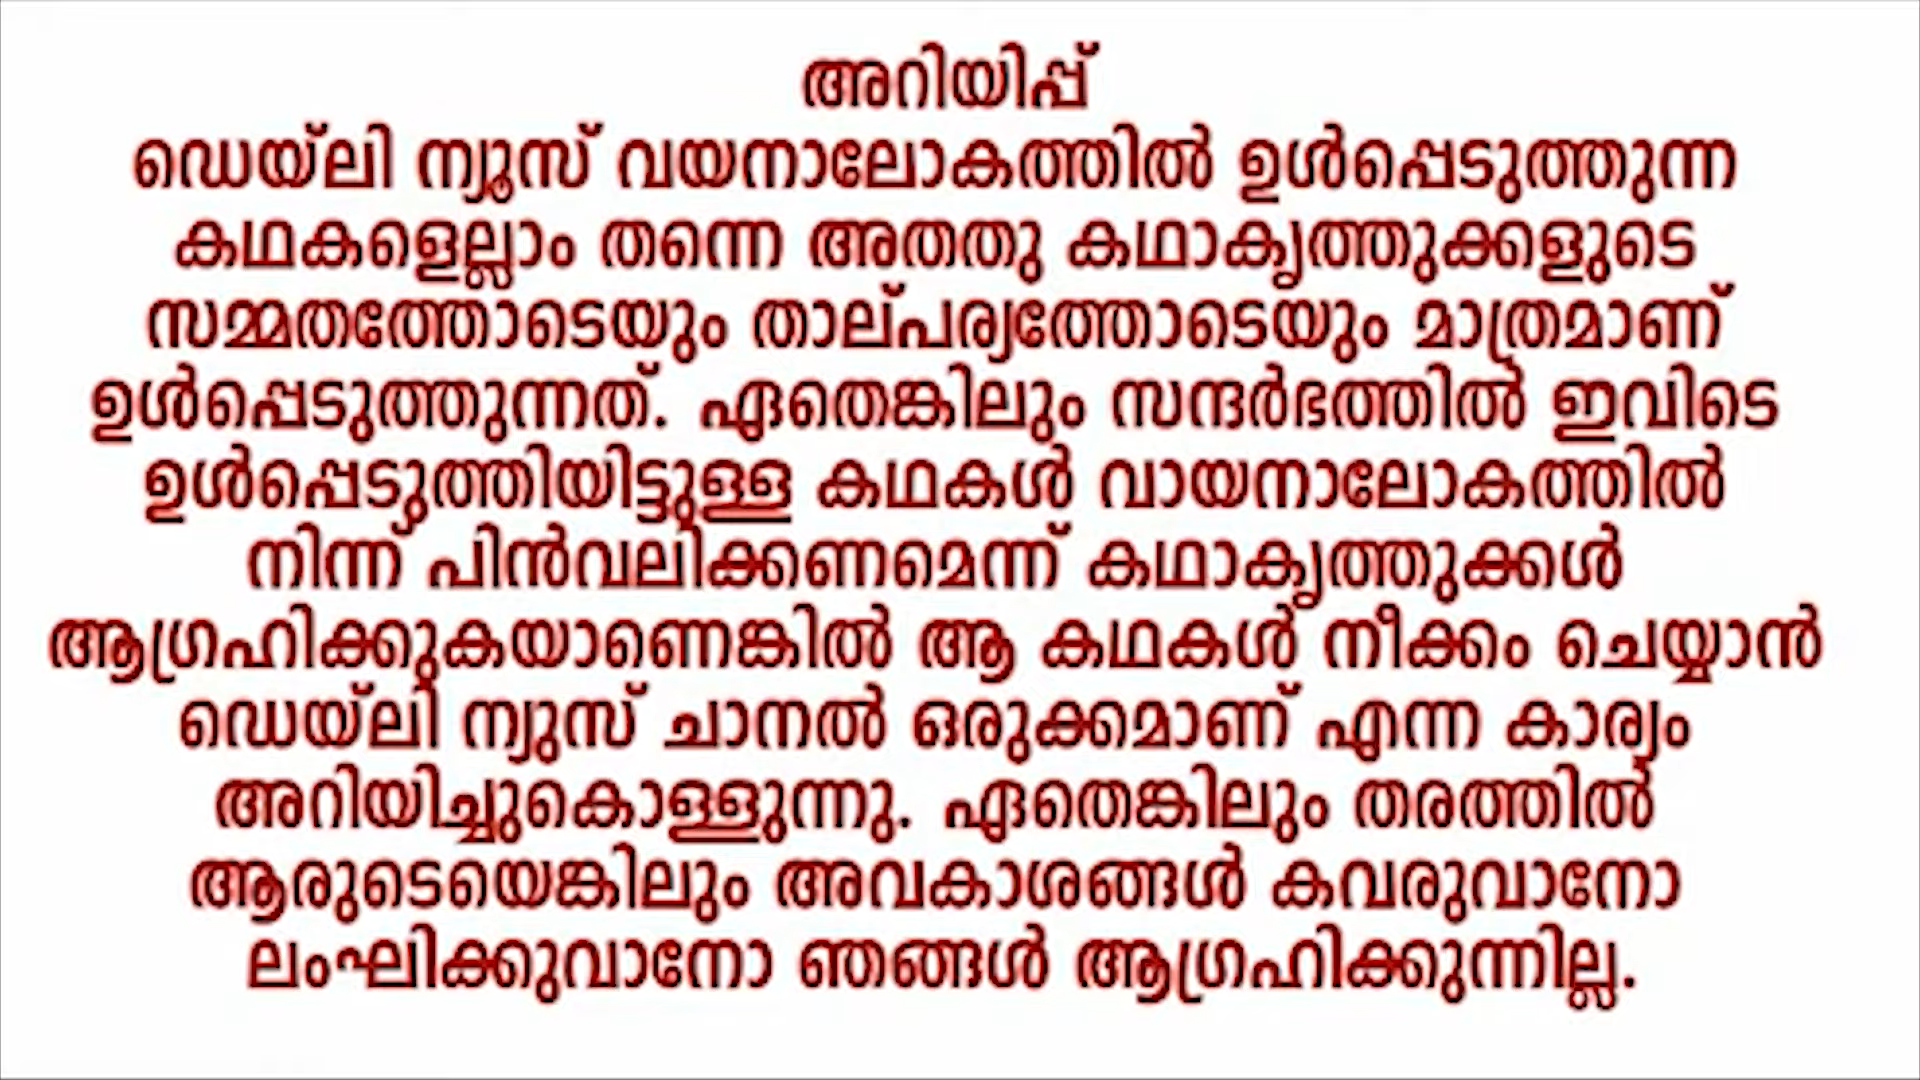 അറിയിപ്പ്
ഡെയ്‌ലി ന്യൂസ് വയനാലോകത്തിൽ ഉൾപ്പെടുത്തുന്ന
കഥകളെല്ലാം തന്നെ അതതു കഥാകൃത്തുക്കളുടെ
സമ്മതത്തോടെയും താല്പര്യത്തോടെയും മാത്രമാണ്
ഉൾപ്പെടുത്തുന്നത്. ഏതെങ്കിലും സന്ദർഭത്തിൽ ഇവിടെ
ഉൾപ്പെടുത്തിയിട്ടുള്ള കഥകൾ വായനാലോകത്തിൽ
നിന്ന് പിൻവലിക്കണമെന്ന് കഥാകൃത്തുക്കൾ
ആഗ്രഹിക്കുകയാണെങ്കിൽ ആ കഥകൾ നീക്കം ചെയ്യാൻ
ഡെയ്‌ലി ന്യുസ് ചാനൽ ഒരുക്കമാണ് എന്ന കാര്യം
അറിയിച്ചുകൊള്ളുന്നു. ഏതെങ്കിലും തരത്തിൽ
ആരുടെയെങ്കിലും അവകാശങ്ങൾ കവരുവാനോ
ലംഘിക്കുവാനോ ഞങ്ങൾ ആഗ്രഹിക്കുന്നില്ല.